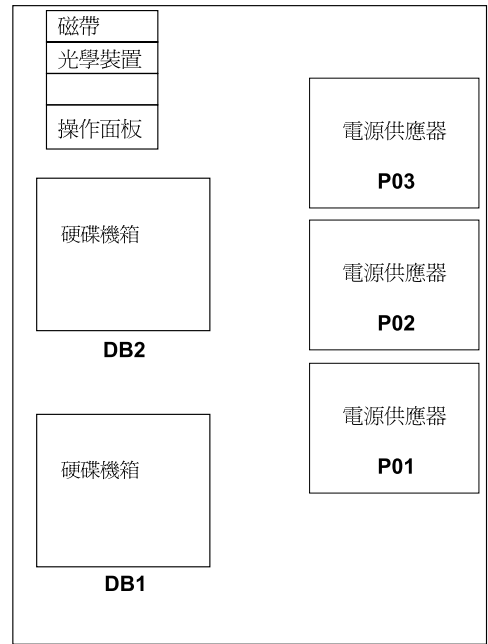 磁帶
光學裝置
操作面板
電源供應器
P03
硬碟機箱
DB2
電源供應器
P02
電源供應器
P01
硬碟機箱
DB1